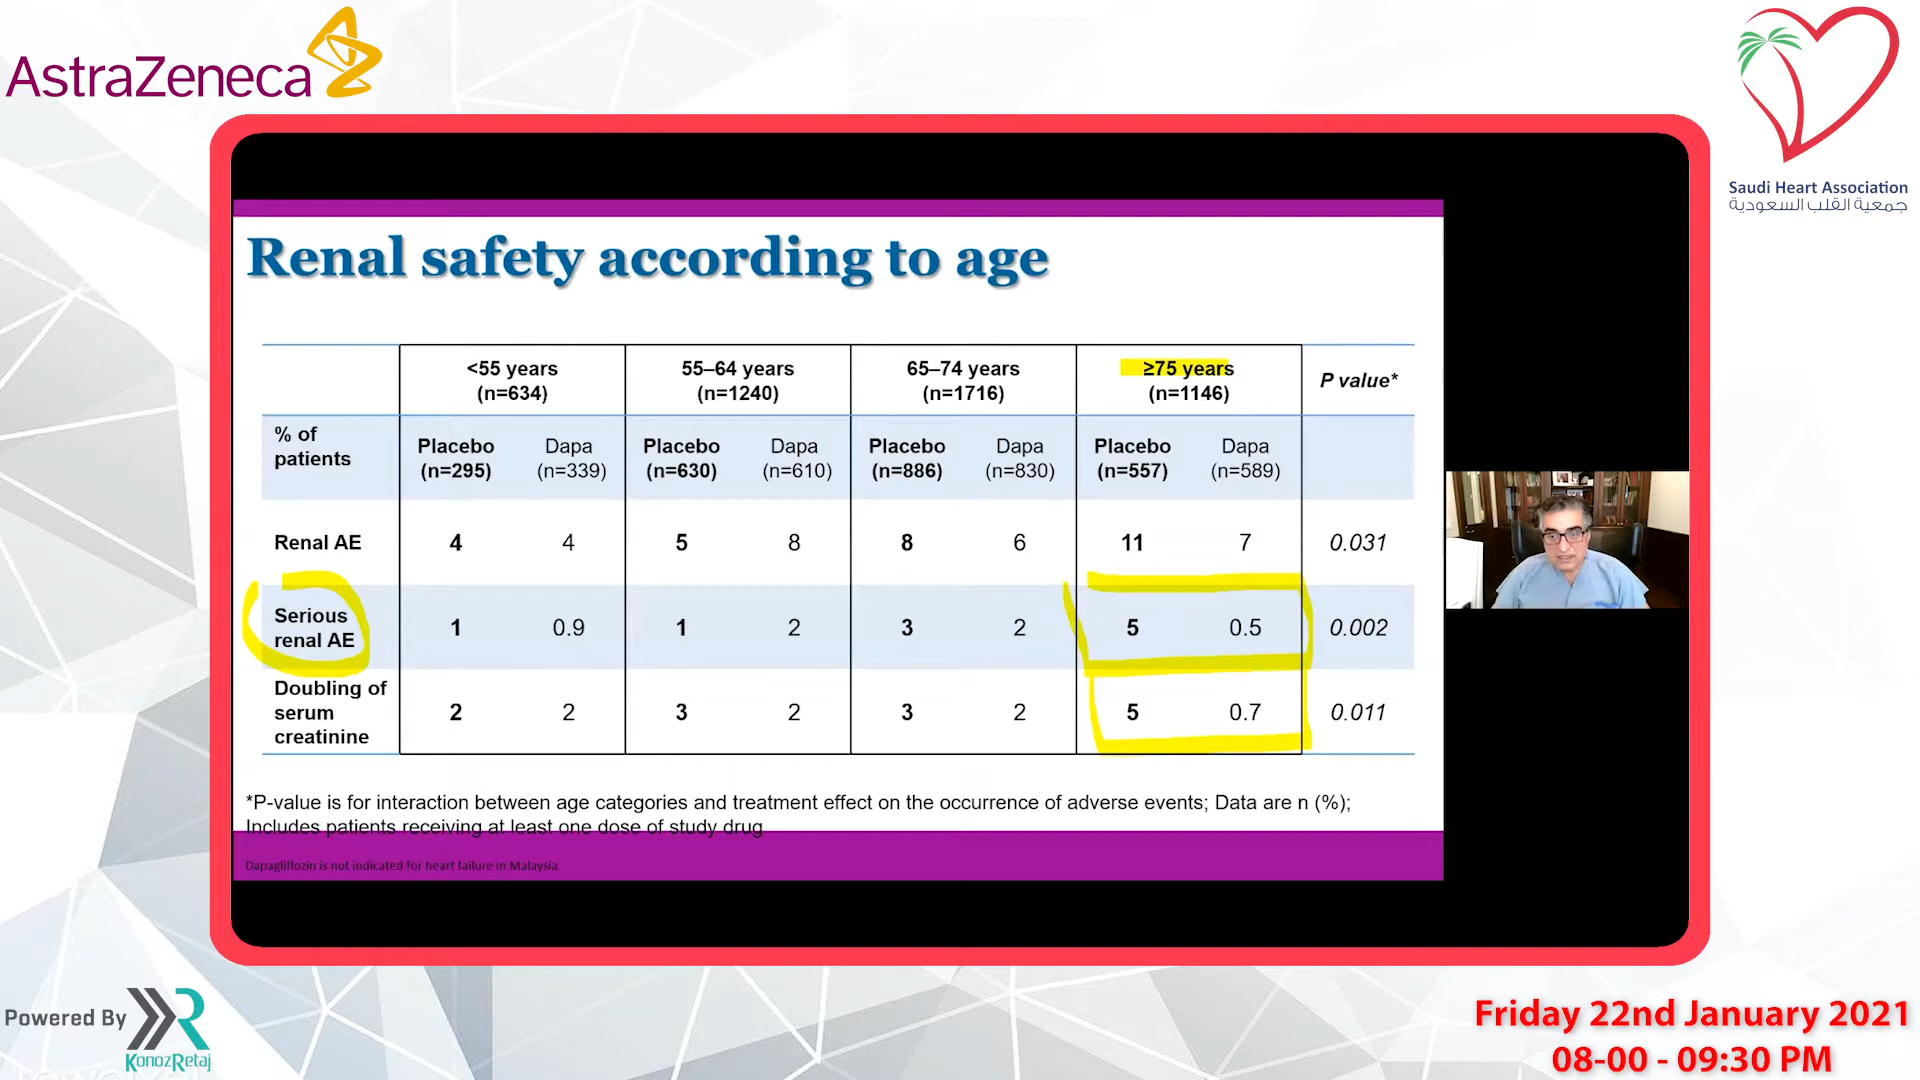 AstraZeneca
Saudi Heart Association
جمعية القلب السعودية
Renal safety according to age
<55 years
(n=634)
55–64 years
(n=1240)
65–74 years
(n=1716)
≥75 years
(n=1146)
P value*
% of
patients
Placebo
(n=295)
Dapa
(n=339)
Placebo
(n=630)
Dapa
(n=610)
Placebo
(n=886)
Dapa
(n=830)
Placebo
(n=557)
Dapa
(n=589)
Renal AE 4 4 5 8 8 6 11 7 0.031
Serious
renal AE
1 0.9 1 2 3 2 5 0.5 0.002
Doubling of
serum
creatinine
2 2 3 2 3 2 5 0.7 0.011
*P-value is for interaction between age categories and treatment effect on the occurrence of adverse events; Data are n (%);
Includes patients receiving at least one dose of study drug
Dapagliflozin is not indicated for heart failure in Malaysia
Powered By
KonozRetaj
Friday 22nd January 2021
08-00 - 09:30 PM